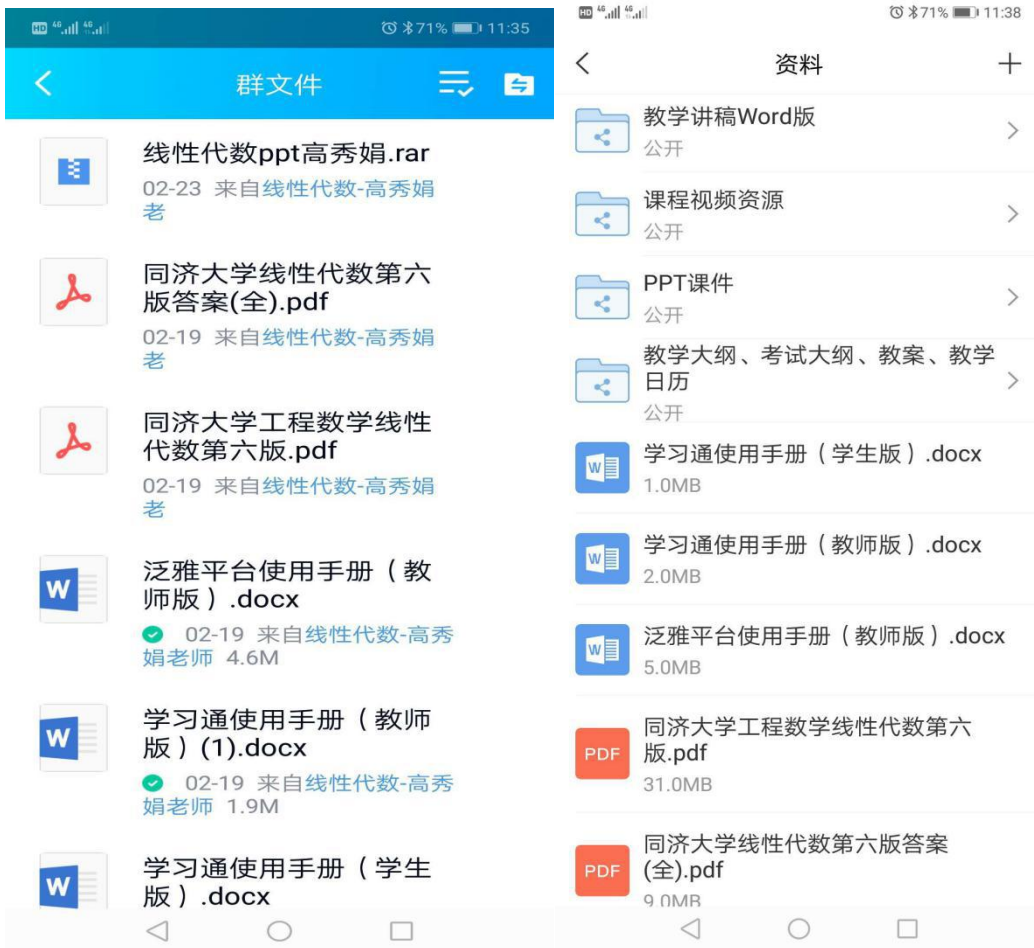 HD 4G 4G 71% 11:35
群文件
线性代数ppt高秀娟.rar
02-23 来自线性代数-高秀娟
老
同济大学线性代数第六
版答案(全).pdf
02-19 来自线性代数-高秀娟
老
同济大学工程数学线性
代数第六版.pdf
02-19 来自线性代数-高秀娟
老
W
泛雅平台使用手册（教
师版）.docx
02-19 来自线性代数-高秀
娟老师 4.6M
W
学习通使用手册（教师
版）(1).docx
02-19 来自线性代数-高秀
娟老师 1.9M
W
学习通使用手册（学生
版）.docx
HD 4G 4G 71% 11:38
资料
教学讲稿Word版
公开
课程视频资源
公开
PPT课件
公开
教学大纲、考试大纲、教案、教学
日历
公开
W
学习通使用手册（学生版）.docx
1.0MB
W
学习通使用手册（教师版）.docx
2.0MB
W
泛雅平台使用手册（教师版）.docx
5.0MB
PDF
同济大学工程数学线性代数第六
版.pdf
31.0MB
PDF
同济大学线性代数第六版答案
(全).pdf
9.0MB